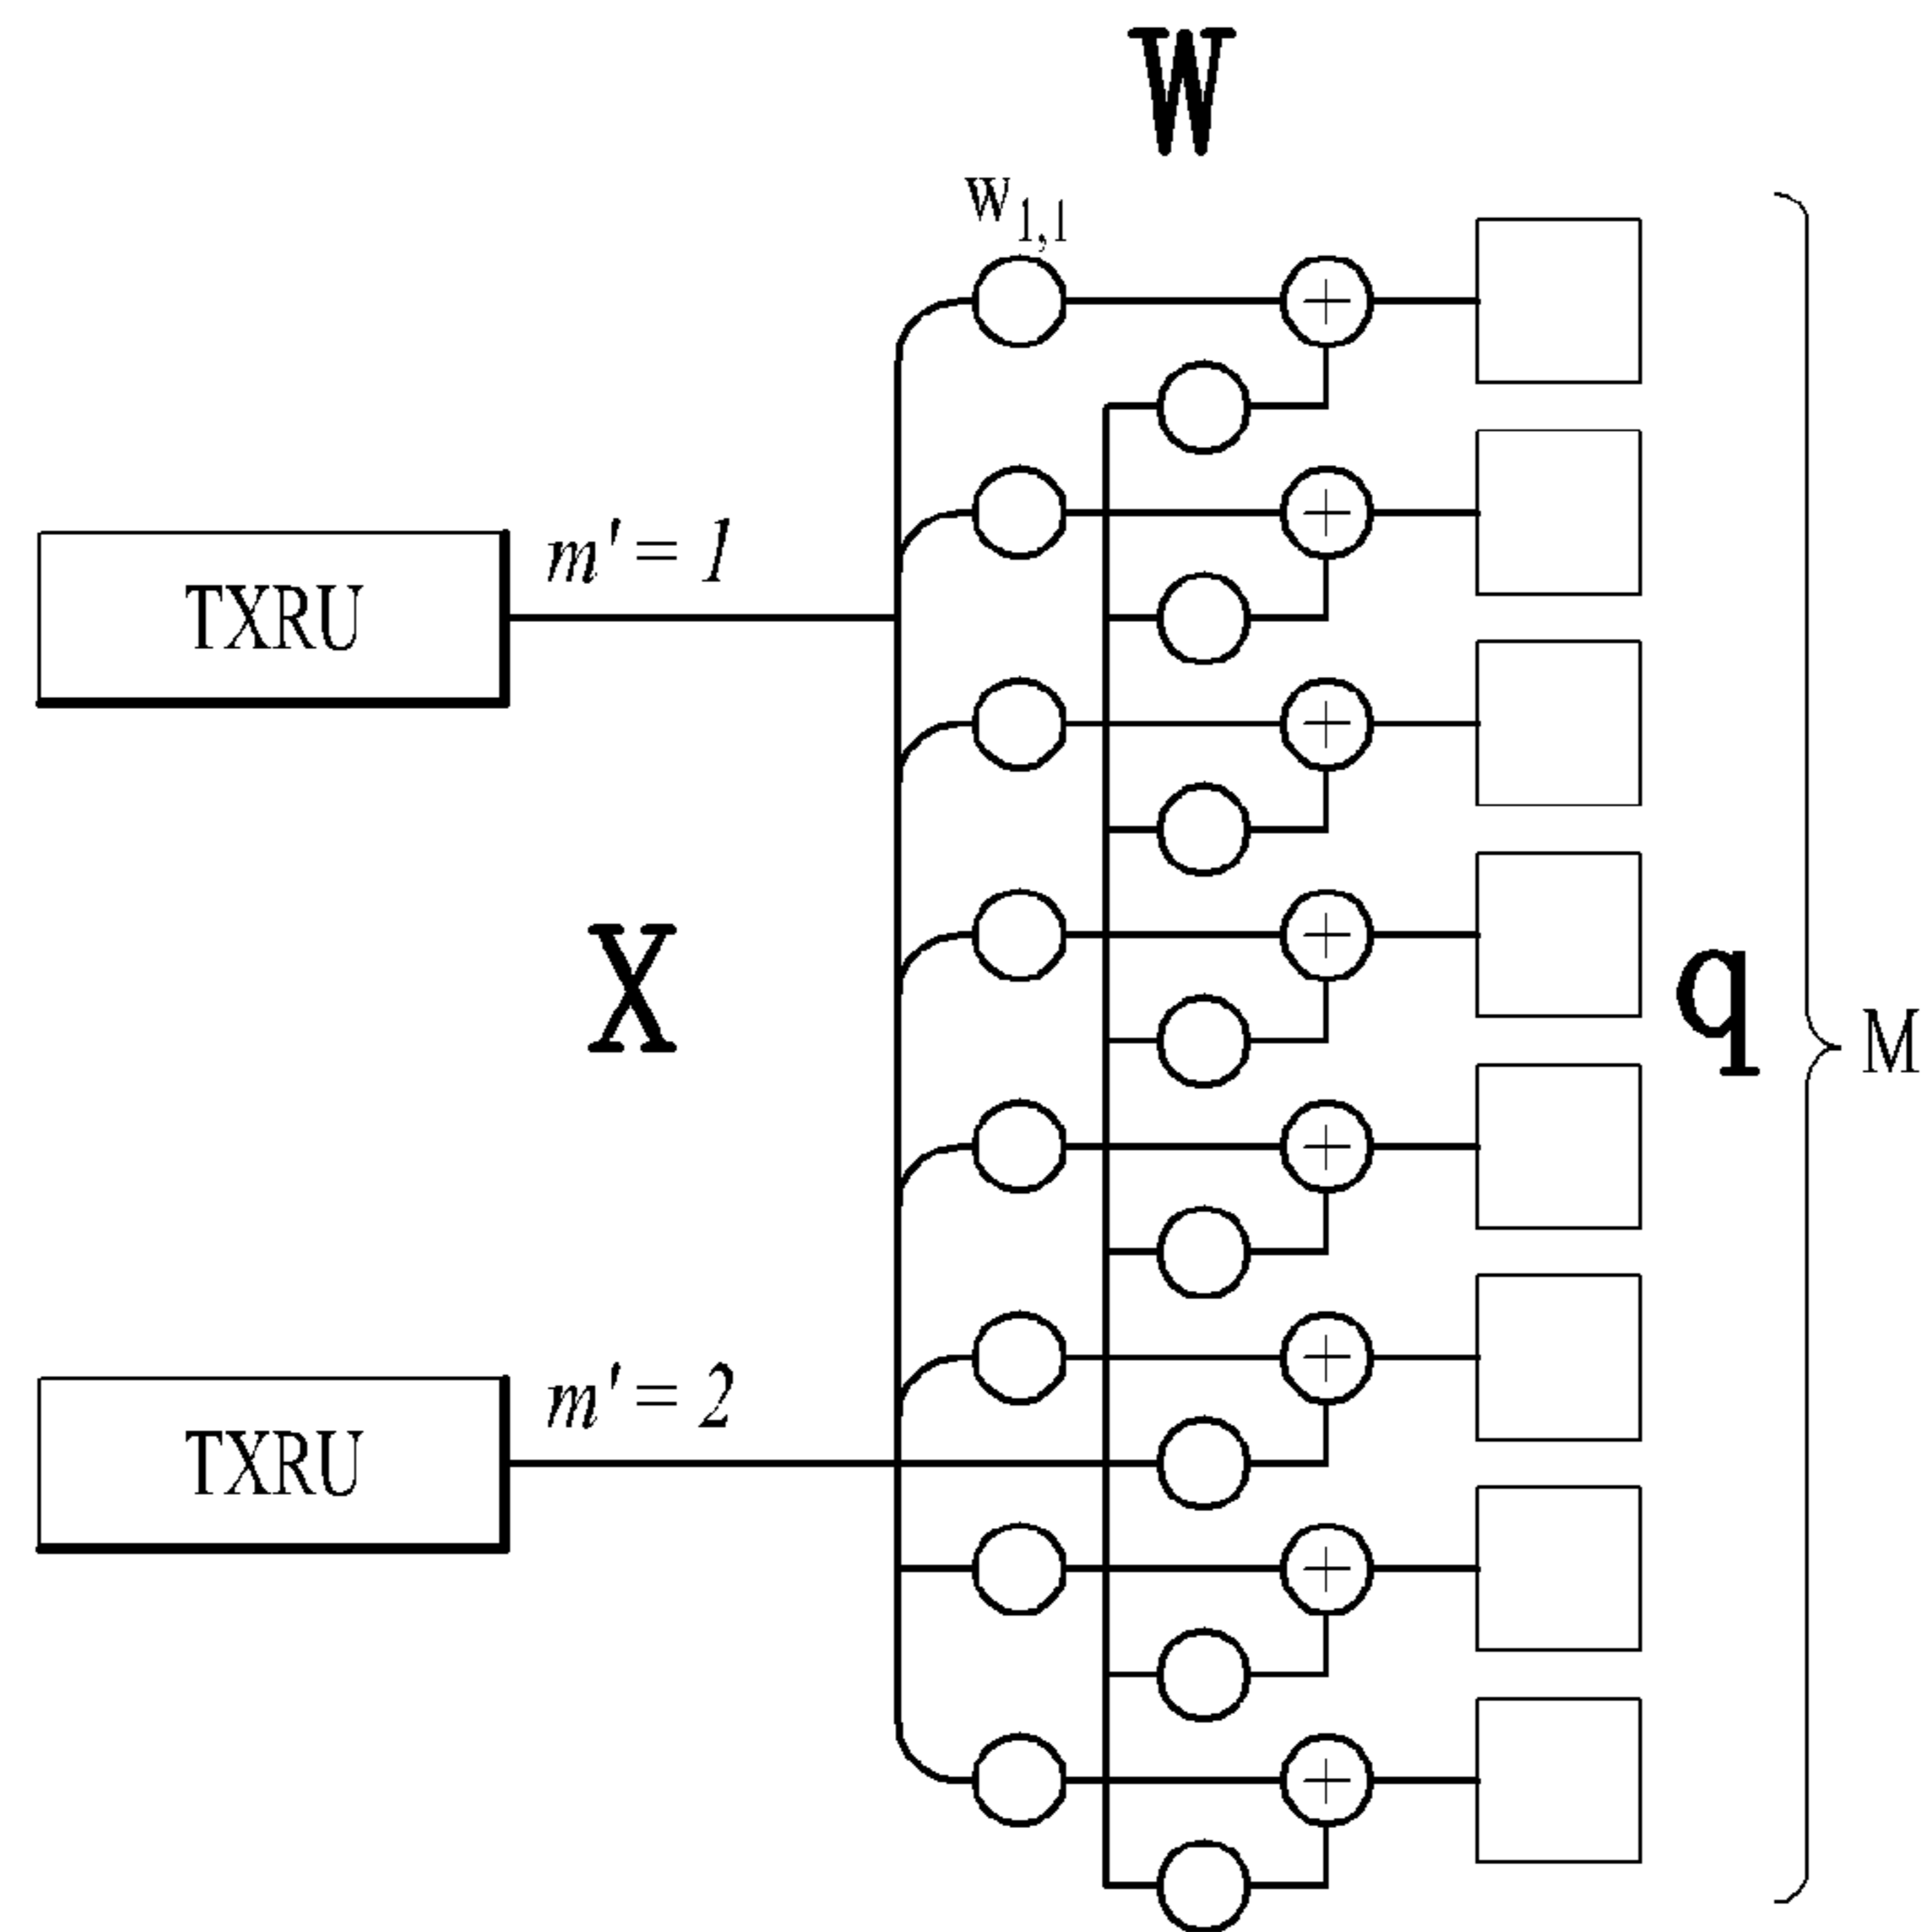 W
w1,1
m' = 1
TXRU
X
q
M
m' = 2
TXRU